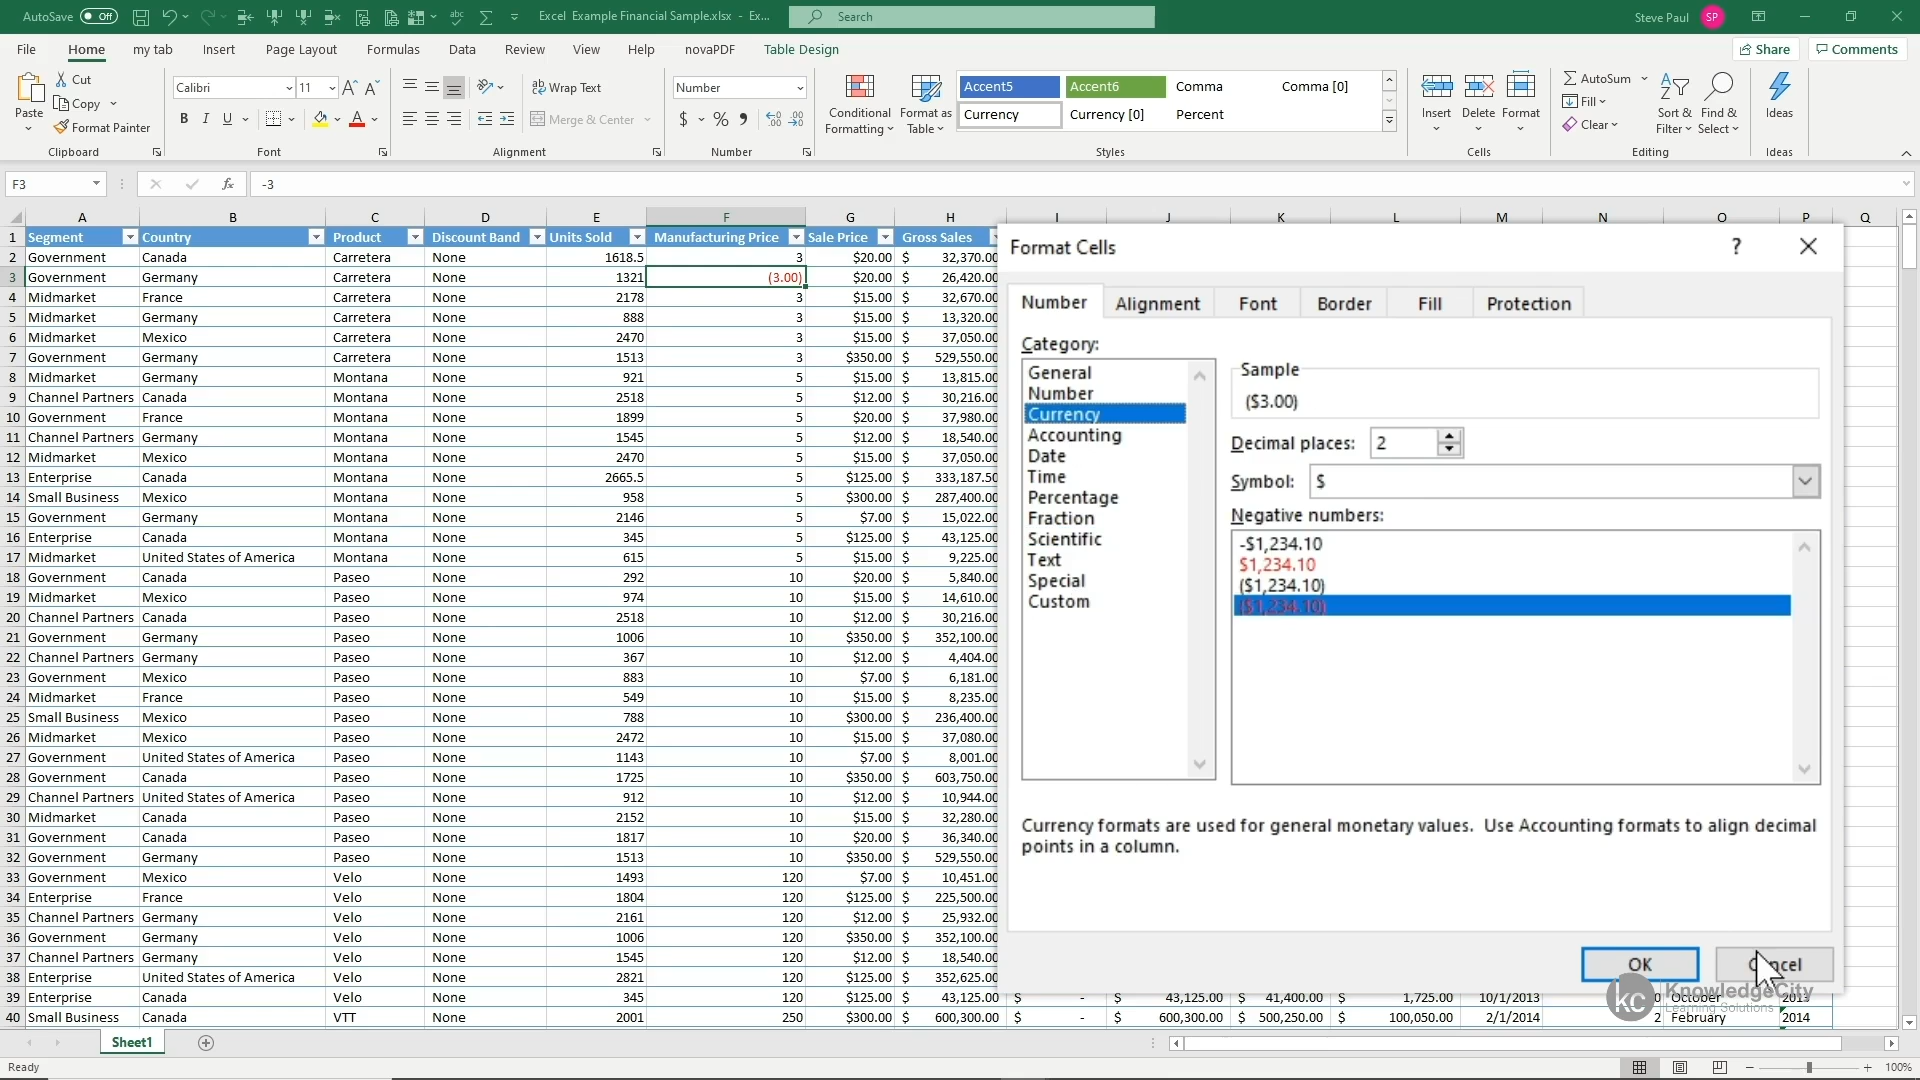 AutoSave Off Excel Example Financial Sample.xlsx - Ex... Search Steve Paul SP
File Home my tab Insert Page Layout Formulas Data Review View Help novaPDF Table Design Share Comments
Paste Cut Copy Format Painter Clipboard
Calibri 11 B I U A Font
Wrap Text Merge & Center Alignment
Number $ % 9 Number
Conditional Formatting Format as Table Accent5 Accent6 Comma Comma [0] Currency Currency [0] Percent Styles
Insert Delete Format Cells
AutoSum Fill Clear Sort & Filter Find & Select Editing
Ideas Ideas
F3 fx -3
A B C D E F G H I J K L M N O P Q
1 Segment Country Product Discount Band Units Sold Manufacturing Price Sale Price Gross Sales
2 Government Canada Carretera None 1618.5 3 $20.00 $ 32,370.00
3 Government Germany Carretera None 1321 (3.00) $20.00 $ 26,420.00
4 Midmarket France Carretera None 2178 3 $15.00 $ 32,670.00
5 Midmarket Germany Carretera None 888 3 $15.00 $ 13,320.00
6 Midmarket Mexico Carretera None 2470 3 $15.00 $ 37,050.00
7 Government Germany Carretera None 1513 3 $350.00 $ 529,550.00
8 Midmarket Germany Montana None 921 5 $15.00 $ 13,815.00
9 Channel Partners Canada Montana None 2518 5 $12.00 $ 30,216.00
10 Government France Montana None 1899 5 $20.00 $ 37,980.00
11 Channel Partners Germany Montana None 1545 5 $12.00 $ 18,540.00
12 Midmarket Mexico Montana None 2470 5 $15.00 $ 37,050.00
13 Enterprise Canada Montana None 2665.5 5 $125.00 $ 333,187.50
14 Small Business Mexico Montana None 958 5 $300.00 $ 287,400.00
15 Government Germany Montana None 2146 5 $7.00 $ 15,022.00
16 Enterprise Canada Montana None 345 5 $125.00 $ 43,125.00
17 Midmarket United States of America Montana None 615 5 $15.00 $ 9,225.00
18 Government Canada Paseo None 292 10 $20.00 $ 5,840.00
19 Midmarket Mexico Paseo None 974 10 $15.00 $ 14,610.00
20 Channel Partners Canada Paseo None 2518 10 $12.00 $ 30,216.00
21 Government Germany Paseo None 1006 10 $350.00 $ 352,100.00
22 Channel Partners Germany Paseo None 367 10 $12.00 $ 4,404.00
23 Government Mexico Paseo None 883 10 $7.00 $ 6,181.00
24 Midmarket France Paseo None 549 10 $15.00 $ 8,235.00
25 Small Business Mexico Paseo None 788 10 $300.00 $ 236,400.00
26 Midmarket Mexico Paseo None 2472 10 $15.00 $ 37,080.00
27 Government United States of America Paseo None 1143 10 $7.00 $ 8,001.00
28 Government Canada Paseo None 1725 10 $350.00 $ 603,750.00
29 Channel Partners United States of America Paseo None 912 10 $12.00 $ 10,944.00
30 Midmarket Canada Paseo None 2152 10 $15.00 $ 32,280.00
31 Government Canada Paseo None 1817 10 $20.00 $ 36,340.00
32 Government Germany Paseo None 1513 10 $350.00 $ 529,550.00
33 Government Mexico Velo None 1493 120 $7.00 $ 10,451.00
34 Enterprise France Velo None 1804 120 $125.00 $ 225,500.00
35 Channel Partners Germany Velo None 2161 120 $12.00 $ 25,932.00
36 Government Germany Velo None 1006 120 $350.00 $ 352,100.00
37 Channel Partners Germany Velo None 1545 120 $12.00 $ 18,540.00
38 Enterprise United States of America Velo None 2821 120 $125.00 $ 352,625.00
39 Enterprise Canada Velo None 345 120 $125.00 $ 43,125.00 $ - $ 43,125.00 $ 41,400.00 $ 1,725.00 10/1/2013 0 October 2013
40 Small Business Canada VTT None 2001 250 $300.00 $ 600,300.00 $ - $ 600,300.00 $ 500,250.00 $ 100,050.00 2/1/2014 2 February 2014
Format Cells ?
Number Alignment Font Border Fill Protection
Category:
General
Number
Currency
Accounting
Date
Time
Percentage
Fraction
Scientific
Text
Special
Custom
Sample
($3.00)
Decimal places: 2
Symbol: $
Negative numbers:
-$1,234.10
$1,234.10
($1,234.10)
($1,234.10)
Currency formats are used for general monetary values. Use Accounting formats to align decimal
points in a column.
OK
kc KnowledgeCity
Learning Solutions
Sheet1
Ready 100%